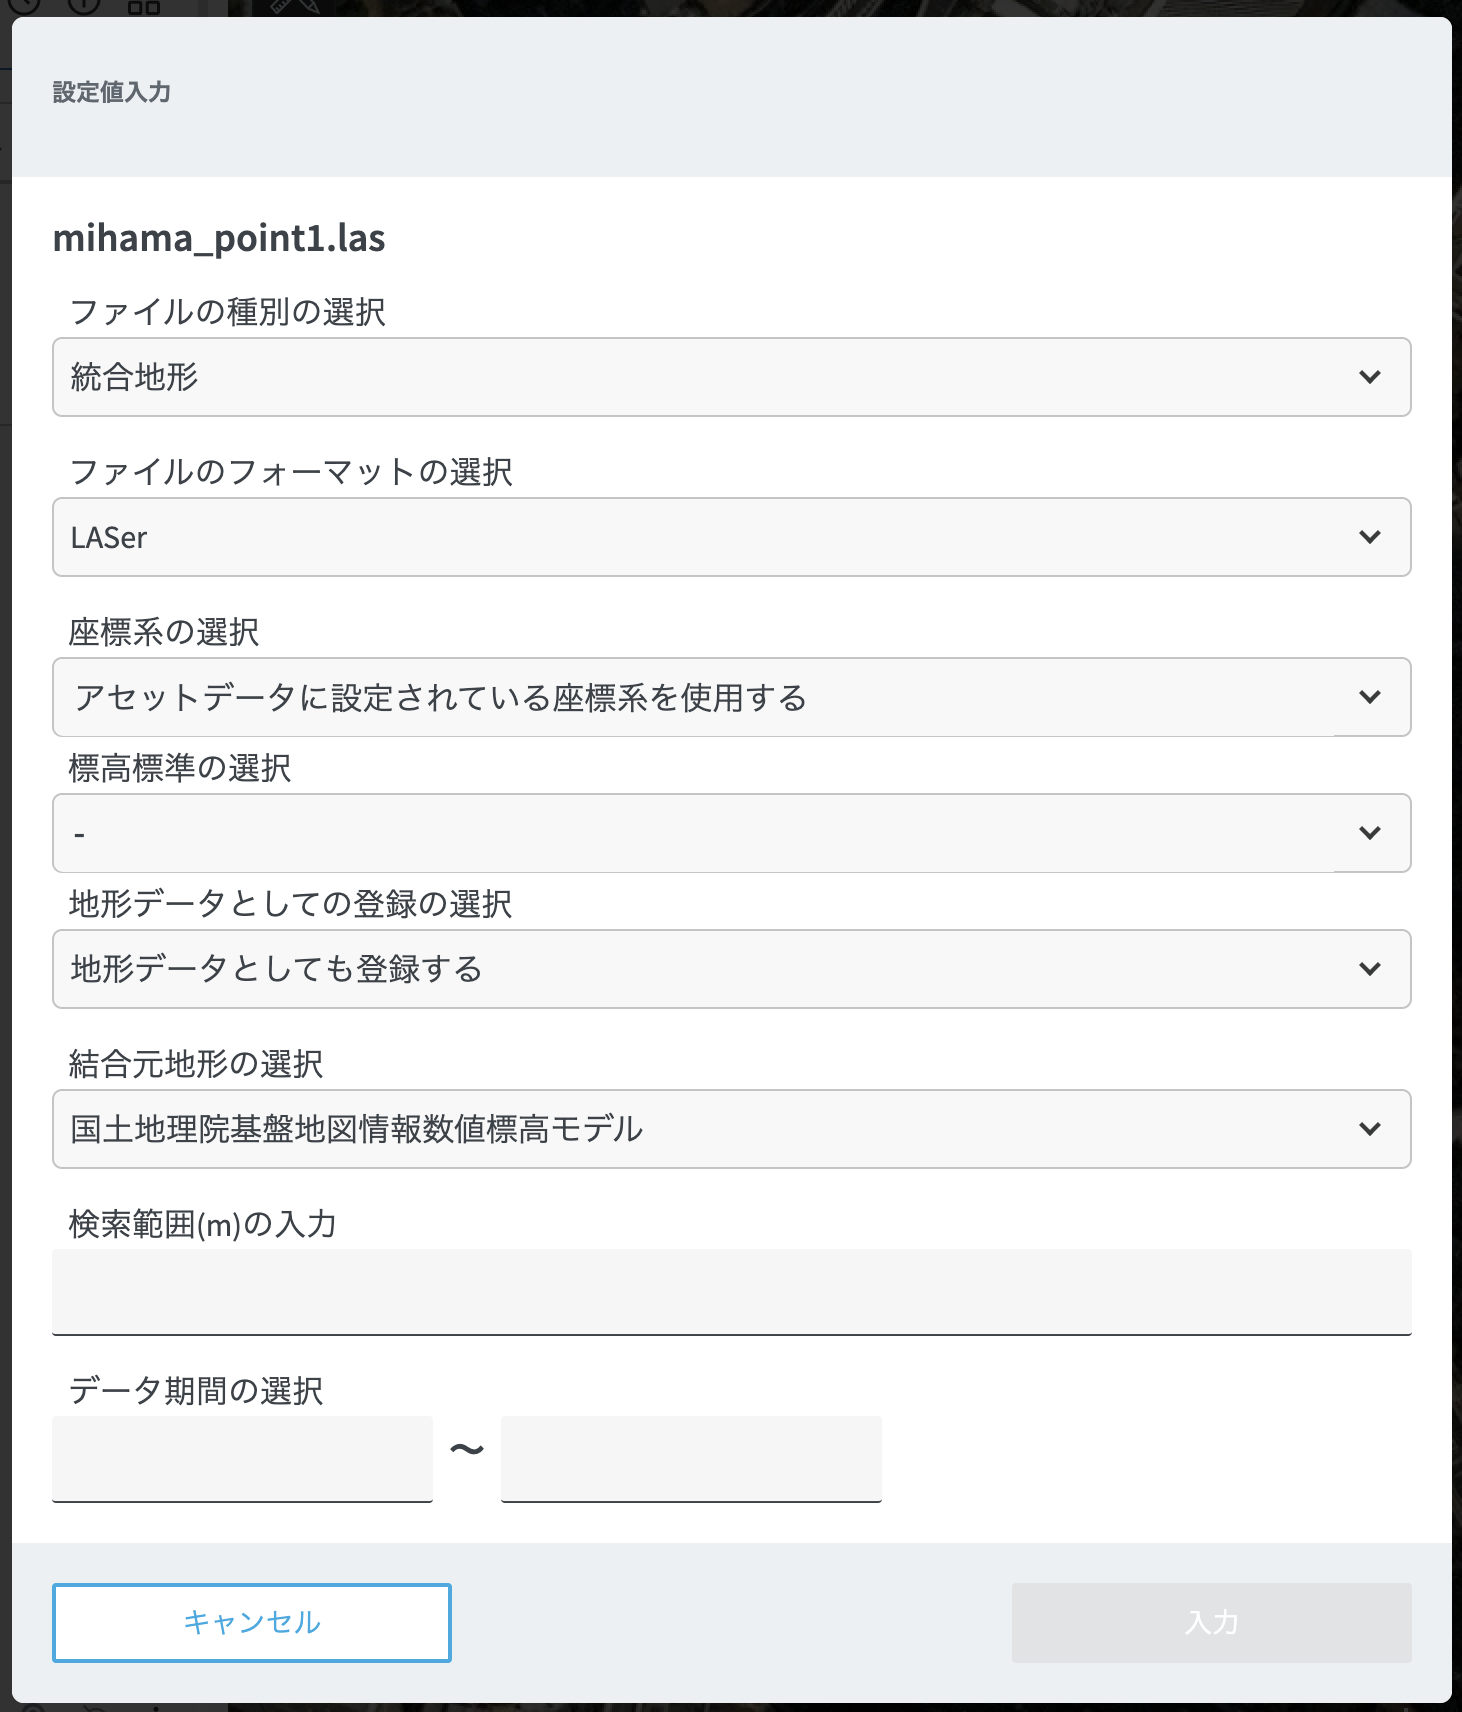 設定値入力
mihama_point1.las
ファイルの種別の選択
統合地形
ファイルのフォーマットの選択
LASer
座標系の選択
アセットデータに設定されている座標系を使用する
標高標準の選択
-
地形データとしての登録の選択
地形データとしても登録する
結合元地形の選択
国土地理院基盤地図情報数値標高モデル
検索範囲(m)の入力
データ期間の選択
〜
キャンセル
入力